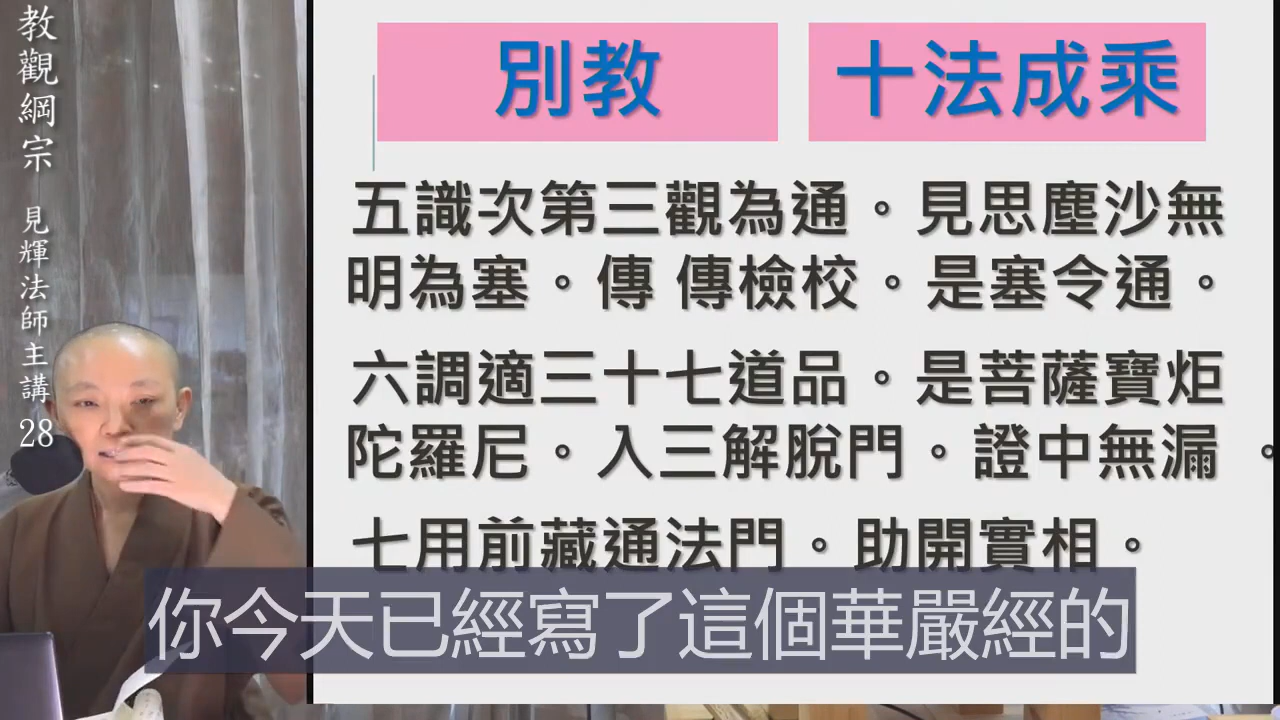 教觀綱宗 見輝法師主講 28
別教 十法成乘
五識次第三觀為通。見思塵沙無
明為塞。傳 傳檢校。是塞令通。
六調適三十七道品。是菩薩寶炬
陀羅尼。入三解脫門。證中無漏 。
七用前藏通法門。助開實相。
你今天已經寫了這個華嚴經的